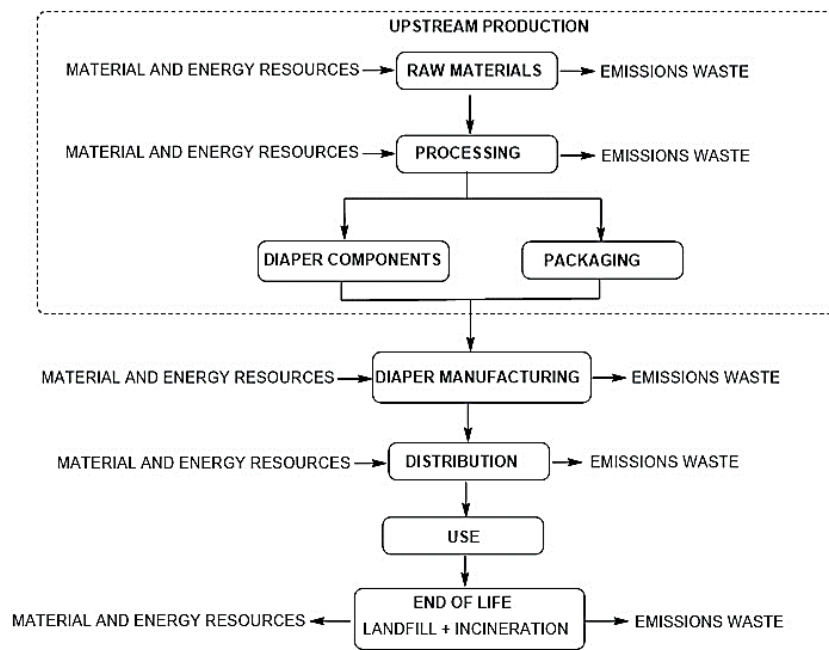 UPSTREAM PRODUCTION
MATERIAL AND ENERGY RESOURCES RAW MATERIALS EMISSIONS WASTE
MATERIAL AND ENERGY RESOURCES PROCESSING EMISSIONS WASTE
DIAPER COMPONENTS PACKAGING
MATERIAL AND ENERGY RESOURCES DIAPER MANUFACTURING EMISSIONS WASTE
MATERIAL AND ENERGY RESOURCES DISTRIBUTION EMISSIONS WASTE
USE
END OF LIFE
MATERIAL AND ENERGY RESOURCES LANDFILL + INCINERATION EMISSIONS WASTE